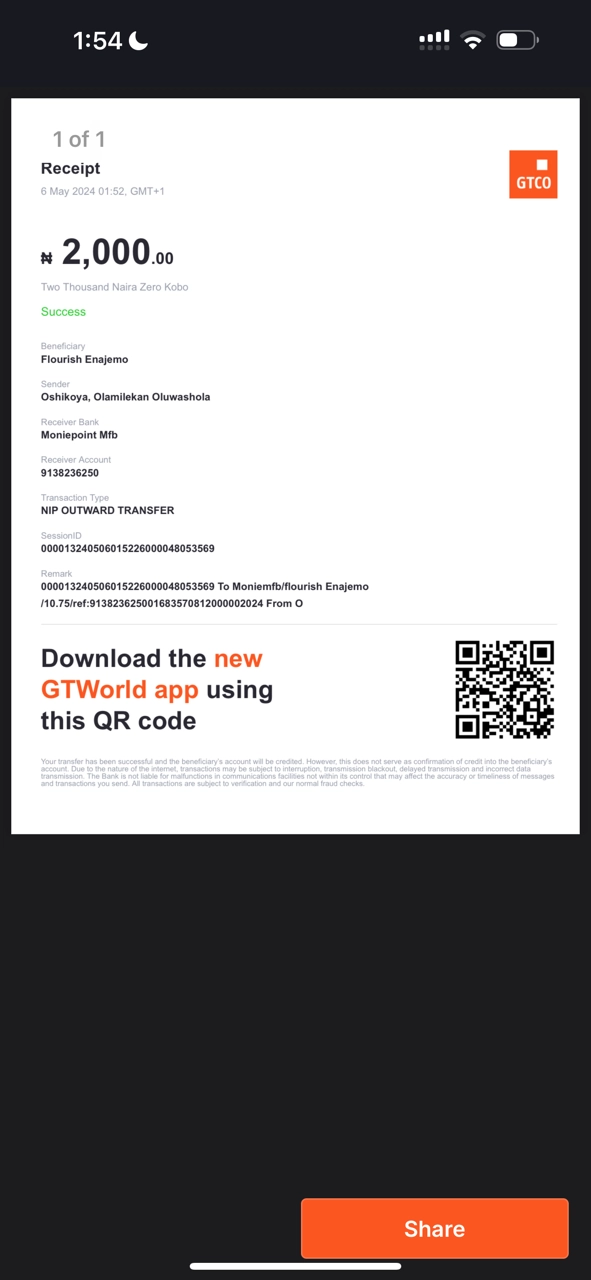 1:54
1 of 1
Receipt
6 May 2024 01:52, GMT+1
GTCO
₦ 2,000.00
Two Thousand Naira Zero Kobo
Success
Beneficiary
Flourish Enajemo
Sender
Oshikoya, Olamilekan Oluwashola
Receiver Bank
Moniepoint Mfb
Receiver Account
9138236250
Transaction Type
NIP OUTWARD TRANSFER
SessionID
000013240506015226000048053569
Remark
000013240506015226000048053569 To Moniemfb/flourish Enajemo
/10.75/ref:91382362500168357081200000​2024 From O
Download the new
GTWorld app using
this QR code
Your transfer has been successful and the beneficiary's account will be credited. However, this does not serve as confirmation of credit into the beneficiary's
account. Due to the nature of the internet, transactions may be subject to interruption, transmission blackout, delayed transmission and incorrect data
transmission. The Bank is not liable for malfunctions in communications facilities not within its control that may affect the accuracy or timeliness of messages
and transactions you send. All transactions are subject to verification and our normal fraud checks.
Share